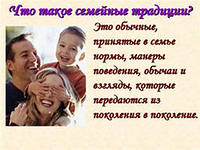 Что такое семейные традиции?
Это обычные,
принятые в семье
нормы, манеры
поведения, обычаи и
взгляды, которые
передаются из
поколения в поколение.